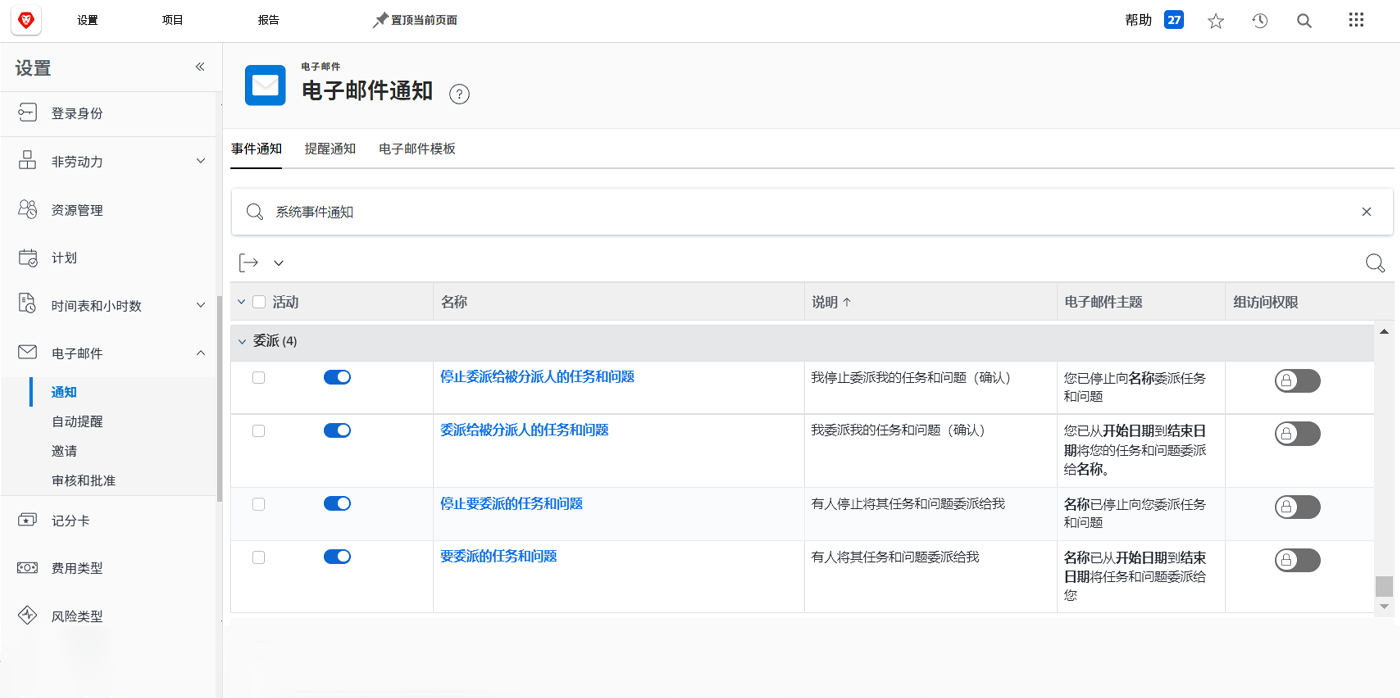 设置
项目
报告
置顶当前页面
帮助
27
设置
登录身份
非劳动力
资源管理
计划
时间表和小时数
电子邮件
通知
自动提醒
邀请
审核和批准
记分卡
费用类型
风险类型
电子邮件
电子邮件通知
?
事件通知
提醒通知
电子邮件模板
系统事件通知
活动
名称
说明
电子邮件主题
组访问权限
委派 (4)
停止委派给被分派人的任务和问题
我停止委派我的任务和问题（确认）
您已停止向名称委派任务
和问题
委派给被分派人的任务和问题
我委派我的任务和问题（确认）
您已从开始日期到结束日
期将您的任务和问题委派
给名称。
停止要委派的任务和问题
有人停止将其任务和问题委派给我
名称已停止向您委派任务
和问题
要委派的任务和问题
有人将其任务和问题委派给我
名称已从开始日期到结束
日期将任务和问题委派给
您